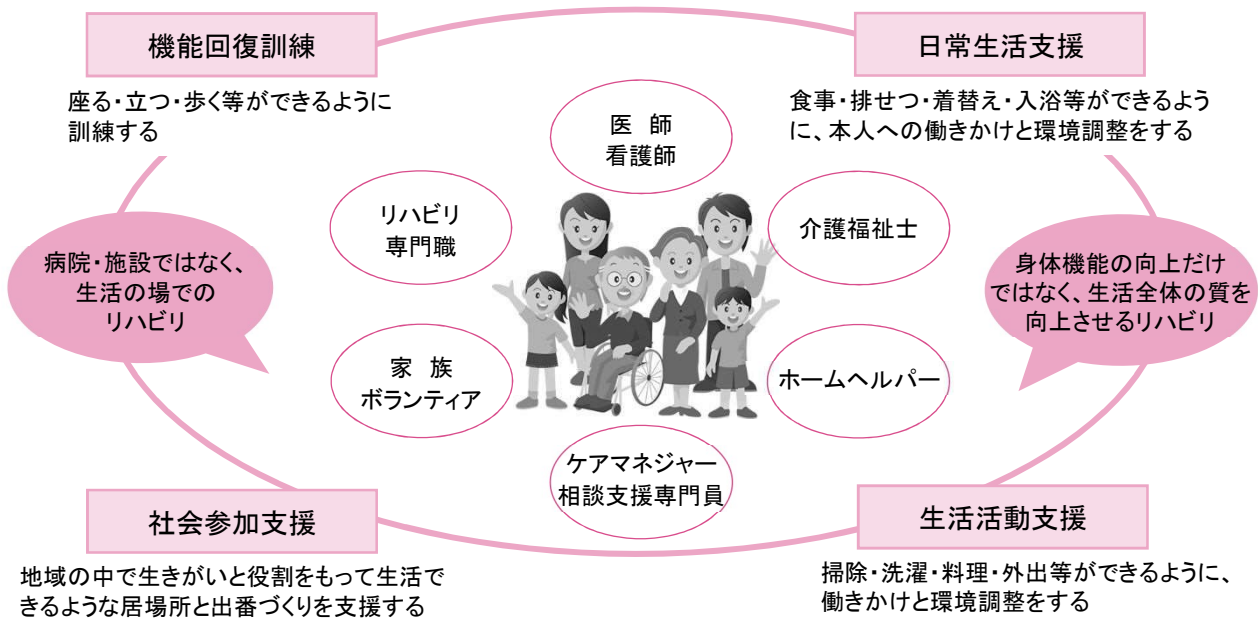 機能回復訓練
座る・立つ・歩く等ができるように
訓練する
日常生活支援
食事・排せつ・着替え・入浴等ができるよう
に、本人への働きかけと環境調整をする
医 師
看護師
リハビリ
専門職
介護福祉士
病院・施設ではなく、
生活の場での
リハビリ
身体機能の向上だけ
ではなく、生活全体の質を
向上させるリハビリ
家 族
ボランティア
ホームヘルパー
ケアマネジャー
相談支援専門員
社会参加支援
地域の中で生きがいと役割をもって生活で
きるような居場所と出番づくりを支援する
生活活動支援
掃除・洗濯・料理・外出等ができるように、
働きかけと環境調整をする